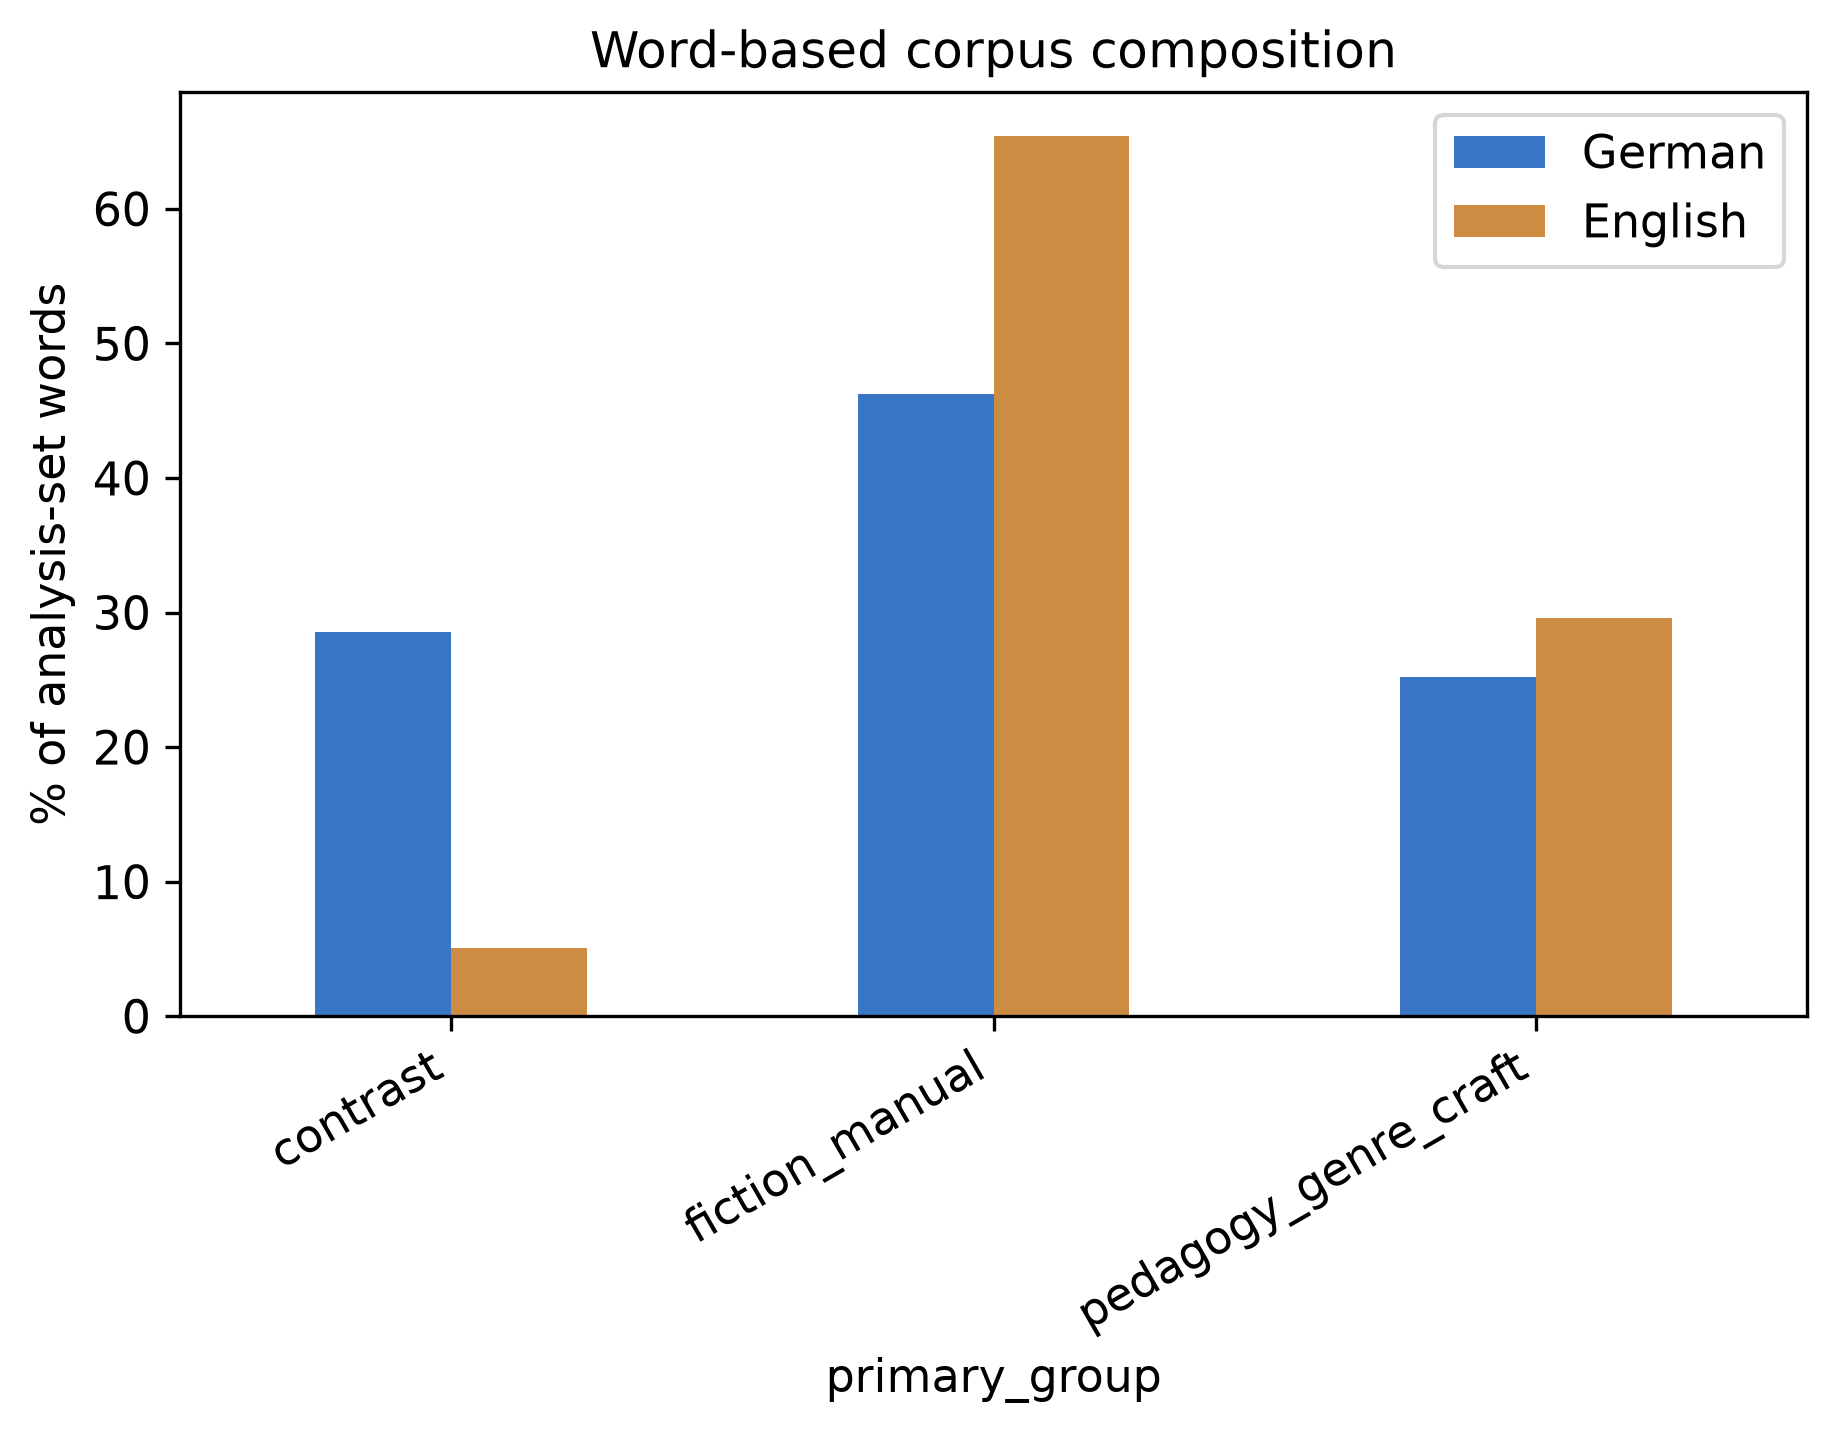 Word-based corpus composition
German
English
% of analysis-set words
60
50
40
30
20
10
0
contrast
fiction_manual
pedagogy_genre_craft
primary_group